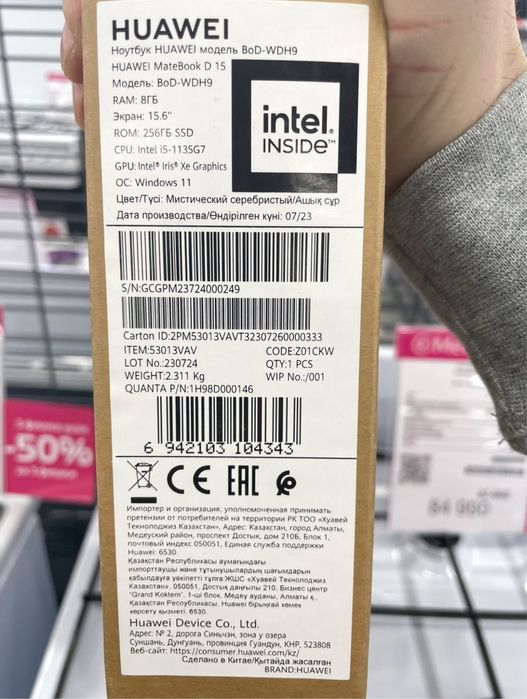 HUAWEI
Ноутбук HUAWEI модель BoD-WDH9
HUAWEI MateBook D 15
Модель: BoD-WDH9
RAM: 8ГБ
Экран: 15.6"
ROM: 256ГБ SSD
CPU: Intel i5-1135G7
GPU: Intel® Iris® Xe Graphics
ОС: Windows 11
intel®
INSIDE™
Цвет/Түсі: Мистический серебристый/Ашық сұр
Дата производства/Өндірілген күні: 07/23
S/N:GCGPM23724000249
Carton ID:2PM53013VAVT32307260000333
ITEM:53013VAV CODE:Z01CKW
LOT No.:230724 QTY:1 PCS
WEIGHT:2.311 Kg WIP No.:/001
QUANTA P/N:1H98D000146
6 942103 104343
CE EAC
Импортер и организация, уполномоченная принимать
претензии от потребителей на территории РК ТОО «Хуавей
Текнолоджиз Казахстан», Адрес: Казахстан, город Алматы,
Медеуский район, проспект Достык, дом 210Б, Блок 1,
почтовый индекс 050051, Единая служба поддержки
Huawei: 6530.
Қазақстан Республикасы аумағындағы
импорттаушы және тұтынушылардың шағымдарын
қабылдауға уәкілетті тұлға ЖШС «Хуавей Текнолоджиз
Казахстан». 050051, Достық даңғылы 210. Бизнес центр
"Grand Koktem", 1-ші блок. Медеу ауданы, Алматы қ.,
Қазақстан Республикасы. Huawei бірыңғай көмек
көрсету қызметі: 6530.
Huawei Device Co., Ltd.
Адрес: № 2, дорога Синьчэн, зона у озера
Суншань, Дунгуань, провинция Гуандун, КНР, 523808
Веб-сайт: https://consumer.huawei.com/kz/
Сделано в Китае/Қытайда жасалған
BRAND:HUAWEI
-50%
84 990